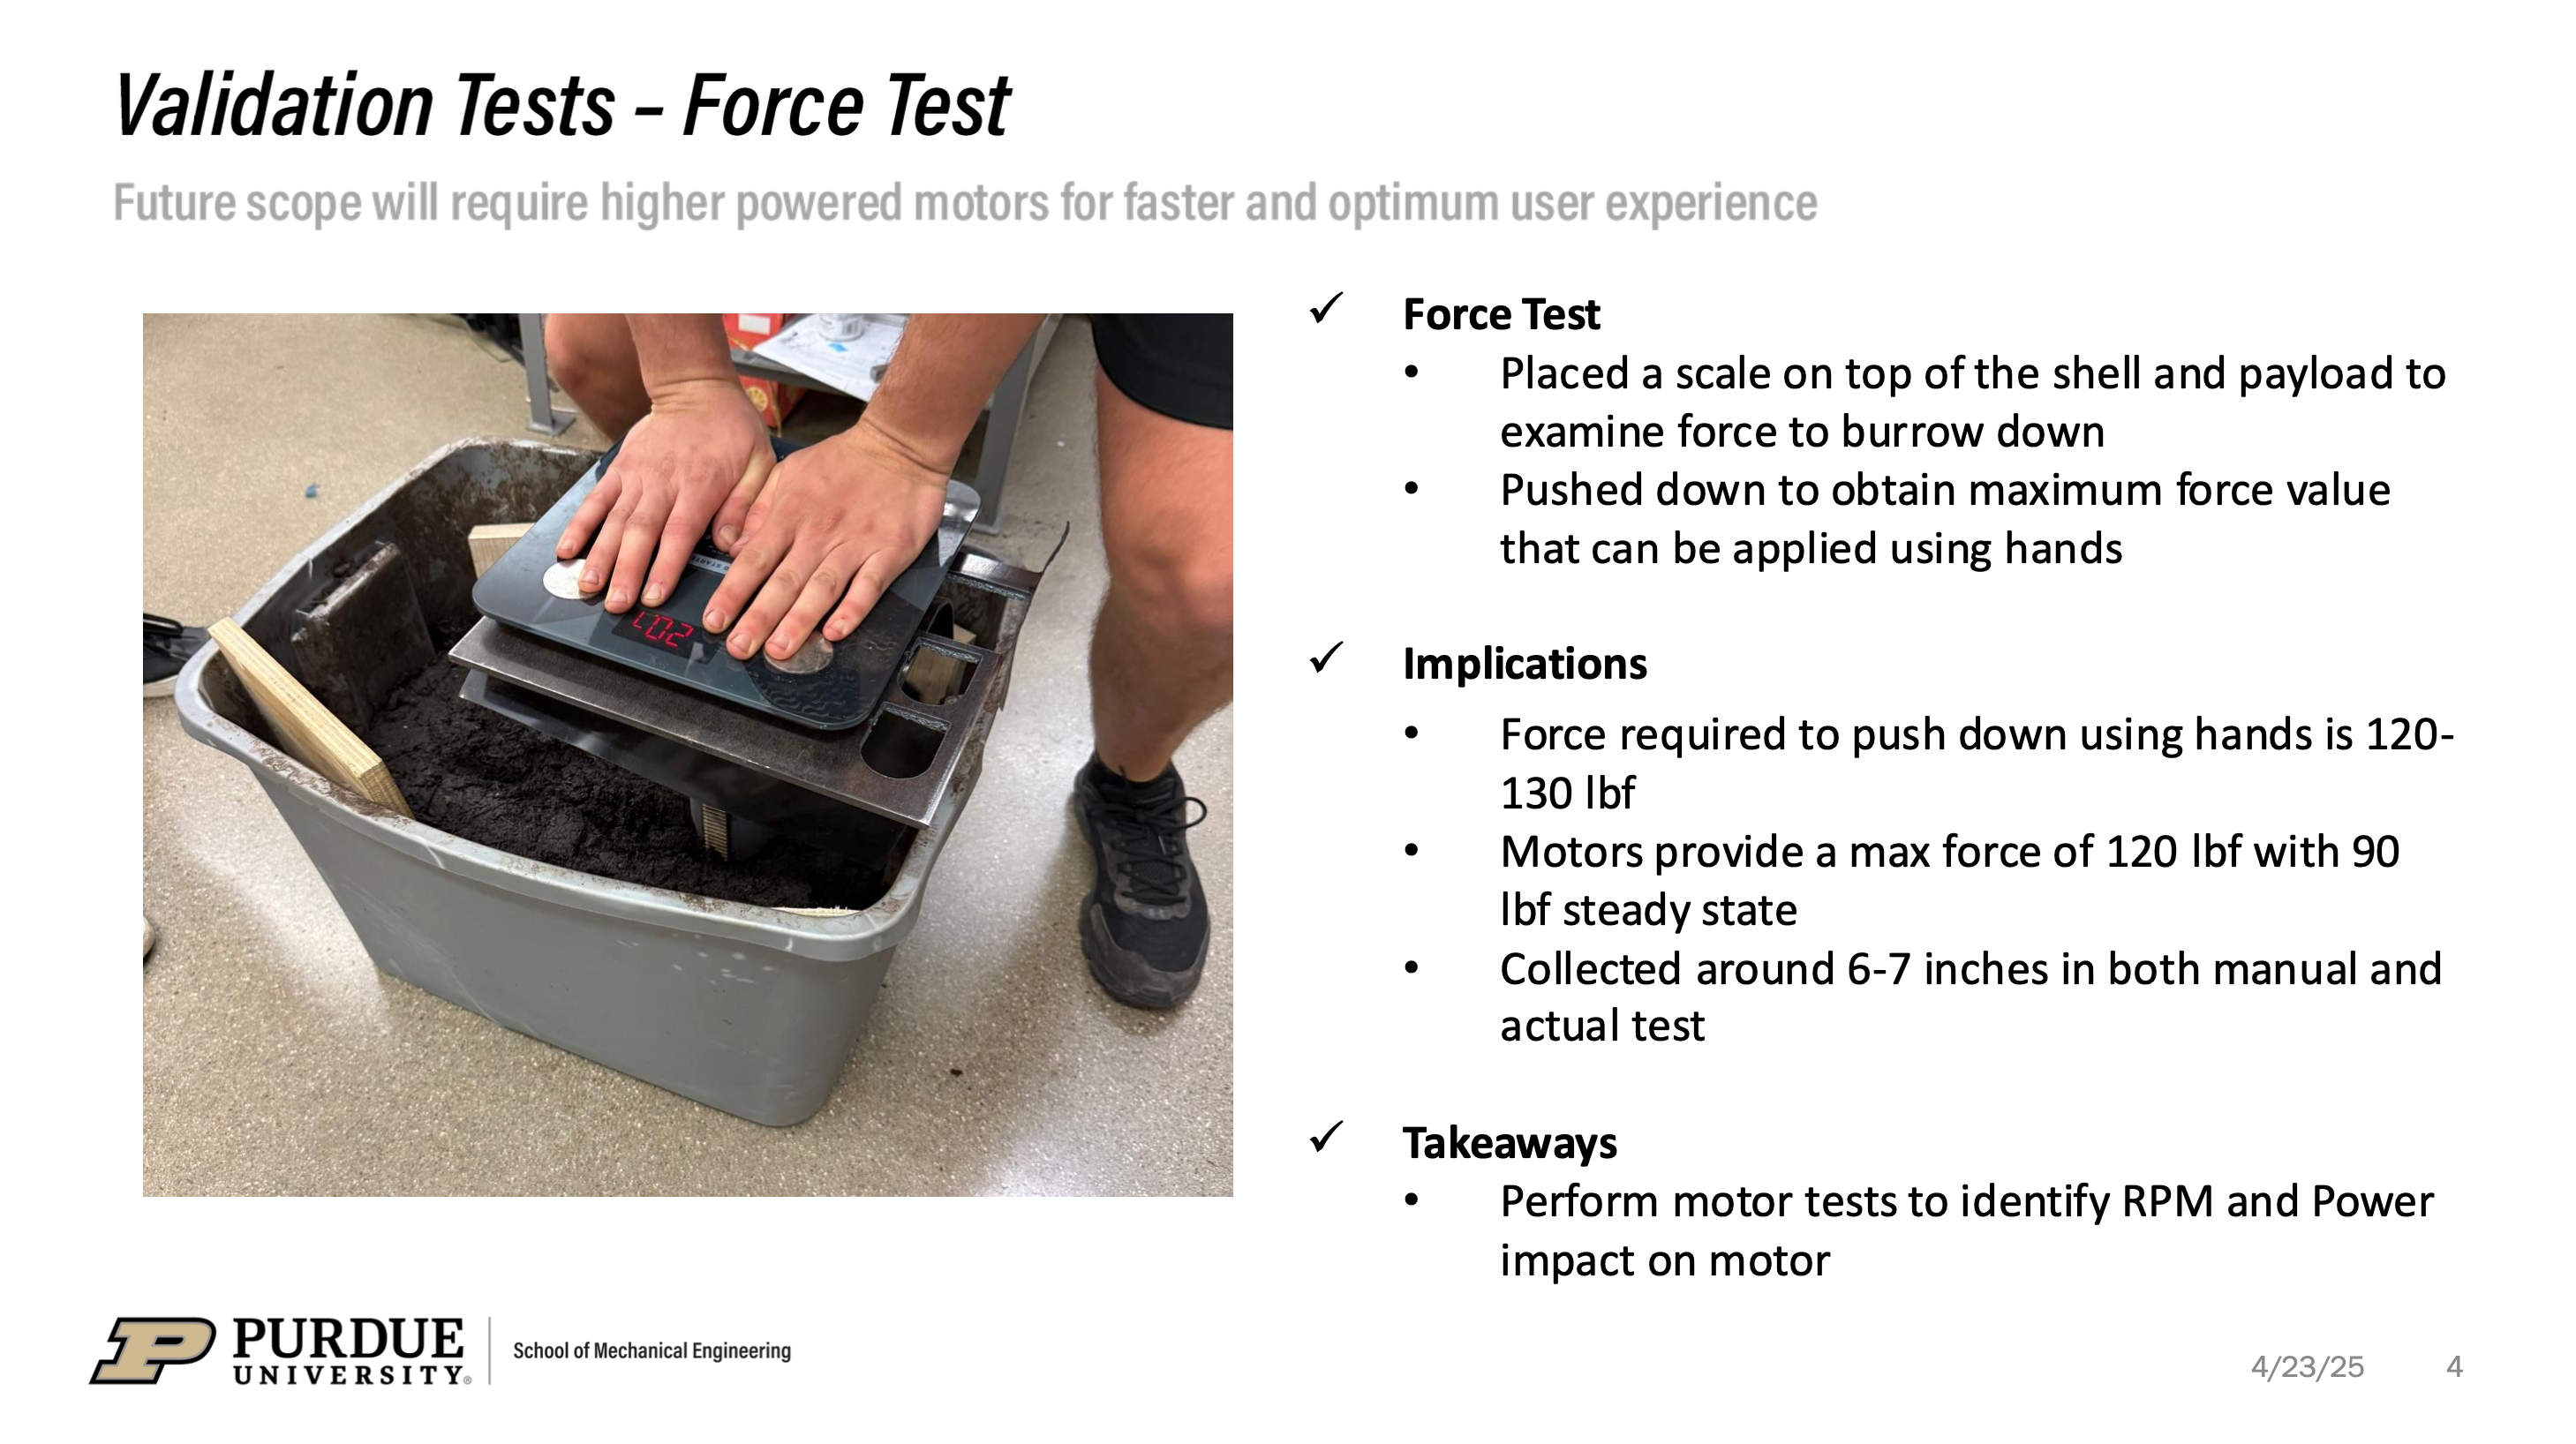 Validation Tests – Force Test
Future scope will require higher powered motors for faster and optimum user experience
✓ Force Test
• Placed a scale on top of the shell and payload to
examine force to burrow down
• Pushed down to obtain maximum force value
that can be applied using hands
✓ Implications
• Force required to push down using hands is 120-
130 lbf
• Motors provide a max force of 120 lbf with 90
lbf steady state
• Collected around 6-7 inches in both manual and
actual test
✓ Takeaways
• Perform motor tests to identify RPM and Power
impact on motor
PURDUE
UNIVERSITY®
School of Mechanical Engineering
4/23/25
4